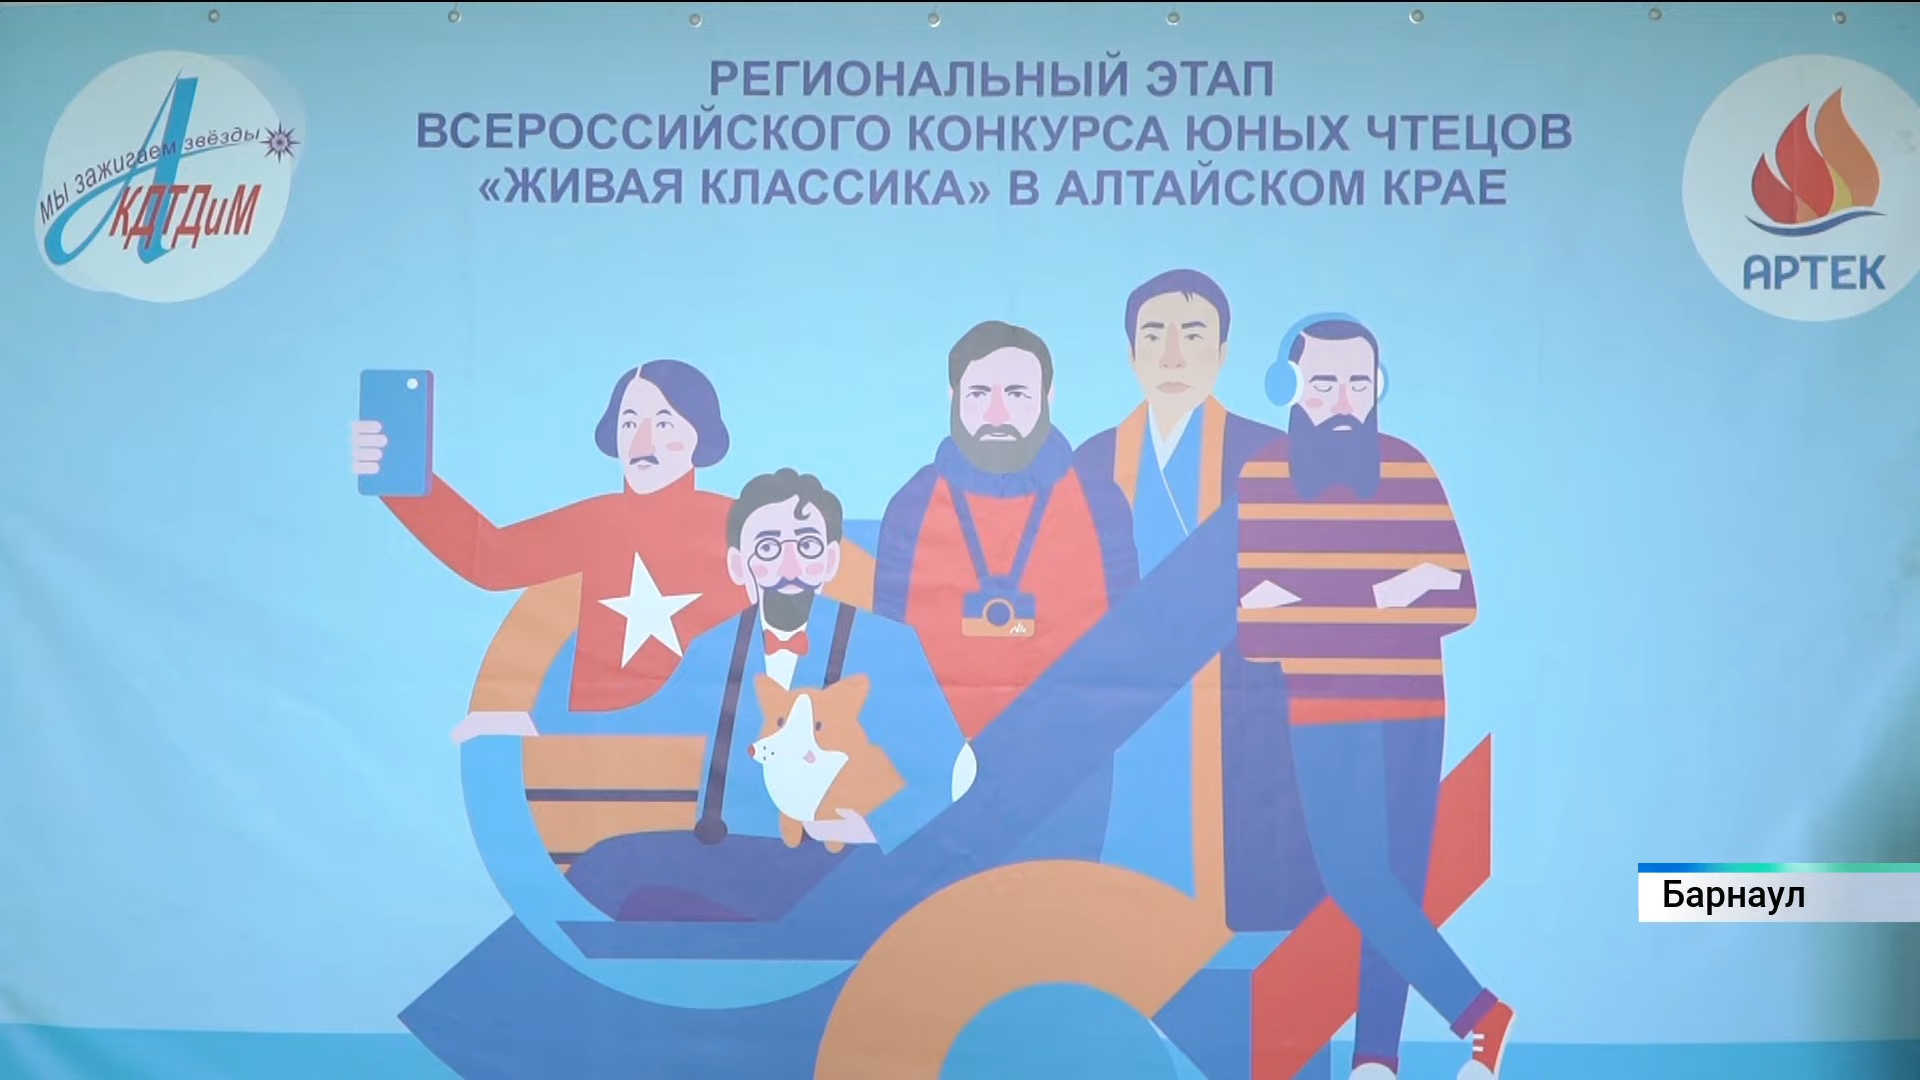 РЕГИОНАЛЬНЫЙ ЭТАП
ВСЕРОССИЙСКОГО КОНКУРСА ЮНЫХ ЧТЕЦОВ
«ЖИВАЯ КЛАССИКА» В АЛТАЙСКОМ КРАЕ
Мы зажигаем звёзды
АКДТДиМ
АРТЕК
Барнаул